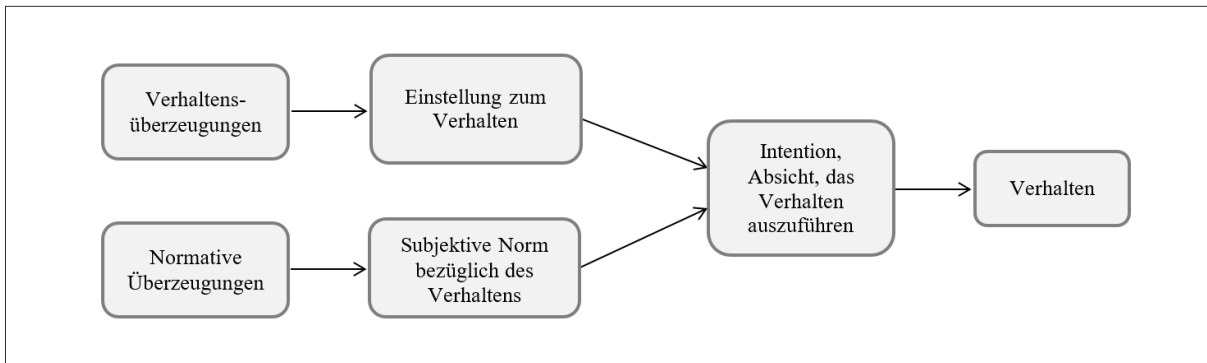 Verhaltens-
überzeugungen
Einstellung zum
Verhalten
Normative
Überzeugungen
Subjektive Norm
bezüglich des
Verhaltens
Intention,
Absicht, das
Verhalten
auszuführen
Verhalten